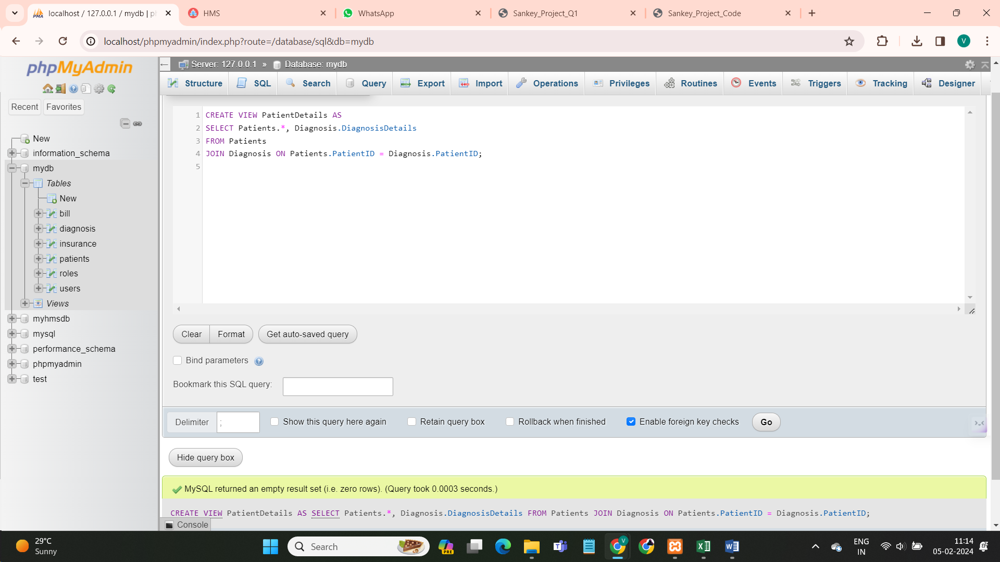 localhost / 127.0.0.1 / mydb | ph
HMS
WhatsApp
Sankey_Project_Q1
Sankey_Project_Code
localhost/phpmyadmin/index.php?route=/database/sql&db=mydb
V
phpMyAdmin
Recent
Favorites
New
information_schema
mydb
Tables
New
bill
diagnosis
insurance
patients
roles
users
Views
myhmsdb
mysql
performance_schema
phpmyadmin
test
Server: 127.0.0.1 » Database: mydb
Structure SQL Search Query Export Import Operations Privileges Routines Events Triggers Tracking Designer
1 CREATE VIEW PatientDetails AS
2 SELECT Patients.*, Diagnosis.DiagnosisDetails
3 FROM Patients
4 JOIN Diagnosis ON Patients.PatientID = Diagnosis.PatientID;
5
Clear Format Get auto-saved query
Bind parameters
Bookmark this SQL query:
Delimiter ; Show this query here again Retain query box Rollback when finished Enable foreign key checks Go
Hide query box
MySQL returned an empty result set (i.e. zero rows). (Query took 0.0003 seconds.)
CREATE VIEW PatientDetails AS SELECT Patients.*, Diagnosis.DiagnosisDetails FROM Patients JOIN Diagnosis ON Patients.PatientID = Diagnosis.PatientID;
Console
29°C
Sunny
Search
PRE
ENG
IN
11:14
05-02-2024